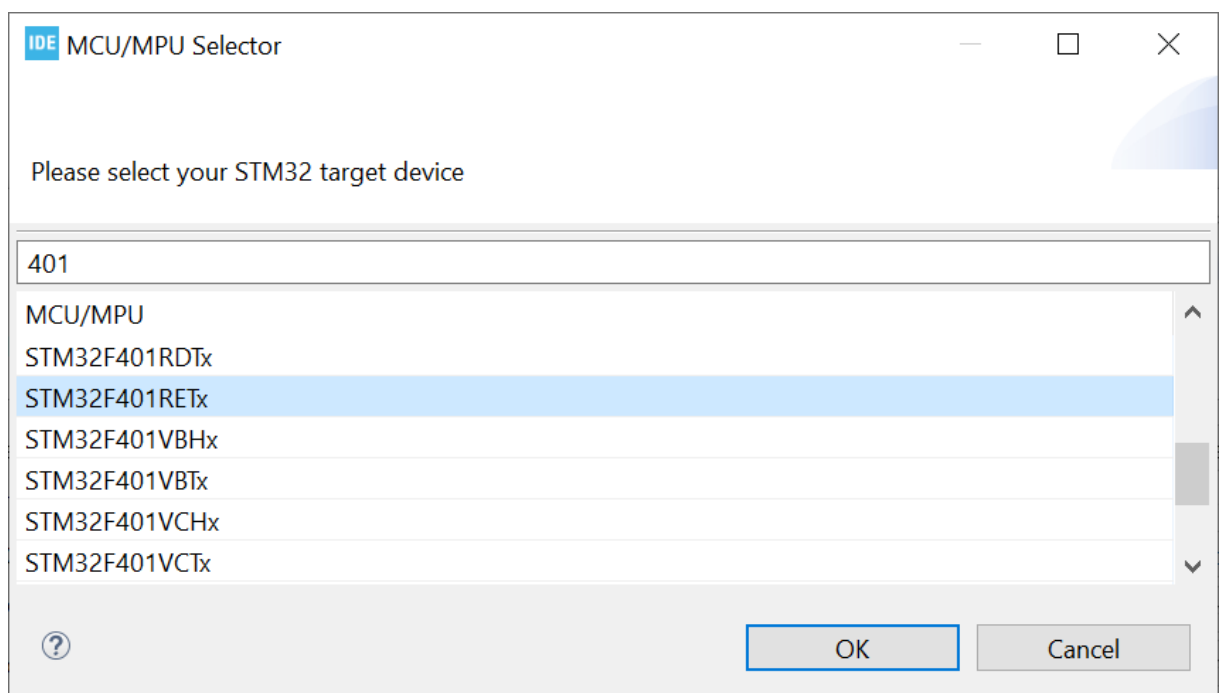 IDE MCU/MPU Selector
Please select your STM32 target device
401
MCU/MPU
STM32F401RDTx
STM32F401RETx
STM32F401VBHx
STM32F401VBTx
STM32F401VCHx
STM32F401VCTx
? OK Cancel